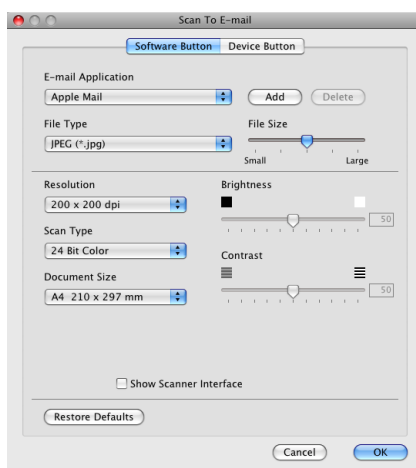 Scan To E-mail
Software Button Device Button
E-mail Application
Apple Mail Add Delete
File Type File Size
JPEG (*.jpg)
Small Large
Resolution Brightness
200 x 200 dpi 50
Scan Type
24 Bit Color Contrast
Document Size
A4 210 x 297 mm 50
Show Scanner Interface
Restore Defaults
Cancel OK